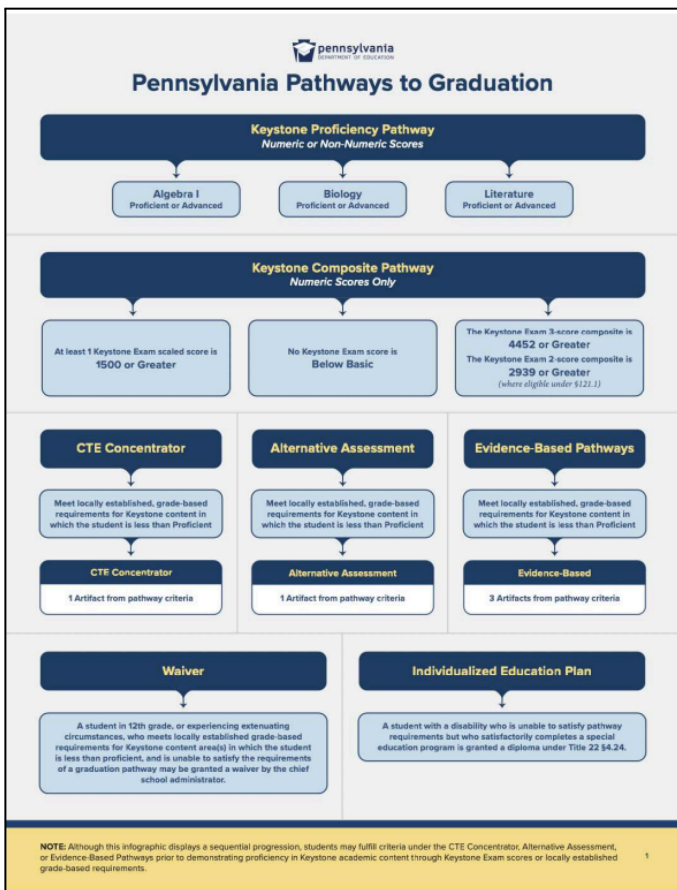 pennsylvania
DEPARTMENT OF EDUCATION
Pennsylvania Pathways to Graduation
Keystone Proficiency Pathway
Numeric or Non-Numeric Scores
Algebra I
Proficient or Advanced
Biology
Proficient or Advanced
Literature
Proficient or Advanced
Keystone Composite Pathway
Numeric Scores Only
At least 1 Keystone Exam scaled score is
1500 or Greater
No Keystone Exam score is
Below Basic
The Keystone Exam 3-score composite is
4452 or Greater
The Keystone Exam 2-score composite is
2939 or Greater
(where eligible under §121.1)
CTE Concentrator
Meet locally established, grade-based
requirements for Keystone content in
which the student is less than Proficient
CTE Concentrator
1 Artifact from pathway criteria
Alternative Assessment
Meet locally established, grade-based
requirements for Keystone content in
which the student is less than Proficient
Alternative Assessment
1 Artifact from pathway criteria
Evidence-Based Pathways
Meet locally established, grade-based
requirements for Keystone content in
which the student is less than Proficient
Evidence-Based
3 Artifacts from pathway criteria
Waiver
A student in 12th grade, or experiencing extenuating
circumstances, who meets locally established grade-based
requirements for Keystone content area(s) in which the student
is less than proficient, and is unable to satisfy the requirements
of a graduation pathway may be granted a waiver by the chief
school administrator.
Individualized Education Plan
A student with a disability who is unable to satisfy pathway
requirements but who satisfactorily completes a special
education program is granted a diploma under Title 22 §4.24.
NOTE: Although this infographic displays a sequential progression, students may fulfill criteria under the CTE Concentrator, Alternative Assessment,
or Evidence-Based Pathways prior to demonstrating proficiency in Keystone academic content through Keystone Exam scores or locally established
grade-based requirements.
1